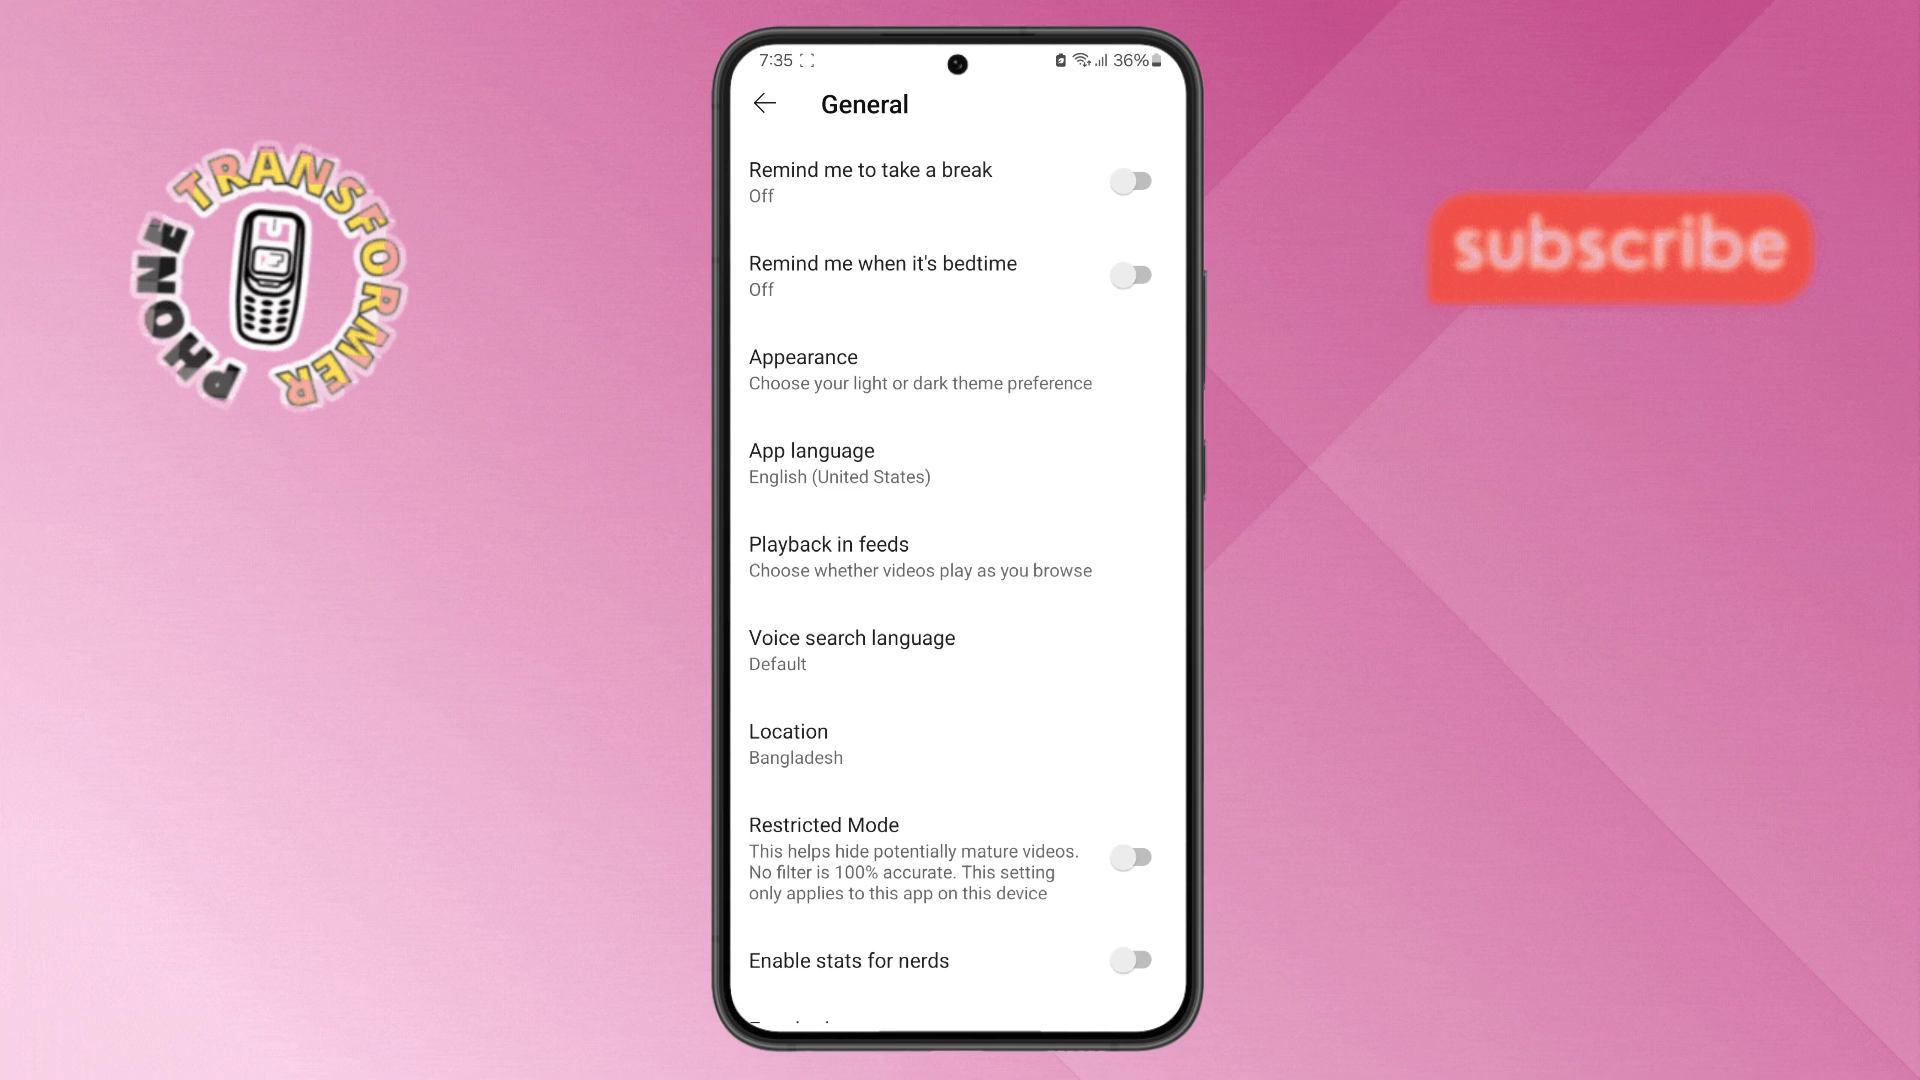 PHONE TRANSFORMER
subscribe
7:35
36%
General
Remind me to take a break
Off
Remind me when it's bedtime
Off
Appearance
Choose your light or dark theme preference
App language
English (United States)
Playback in feeds
Choose whether videos play as you browse
Voice search language
Default
Location
Bangladesh
Restricted Mode
This helps hide potentially mature videos.
No filter is 100% accurate. This setting
only applies to this app on this device
Enable stats for nerds